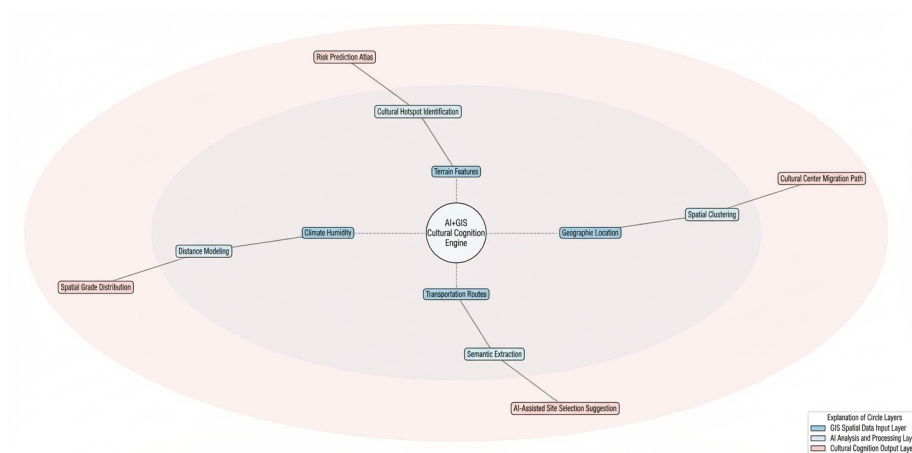 Risk Prediction Atlas
Cultural Hotspot Identification
Terrain Features
Cultural Center Migration Path
Spatial Clustering
AI+GIS
Cultural Cognition
Engine
Climate Humidity
Geographic Location
Distance Modeling
Spatial Grade Distribution
Transportation Routes
Semantic Extraction
AI-Assisted Site Selection Suggestion
Explanation of Circle Layers
GIS Spatial Data Input Layer
AI Analysis and Processing Lay
Cultural Cognition Output Laye